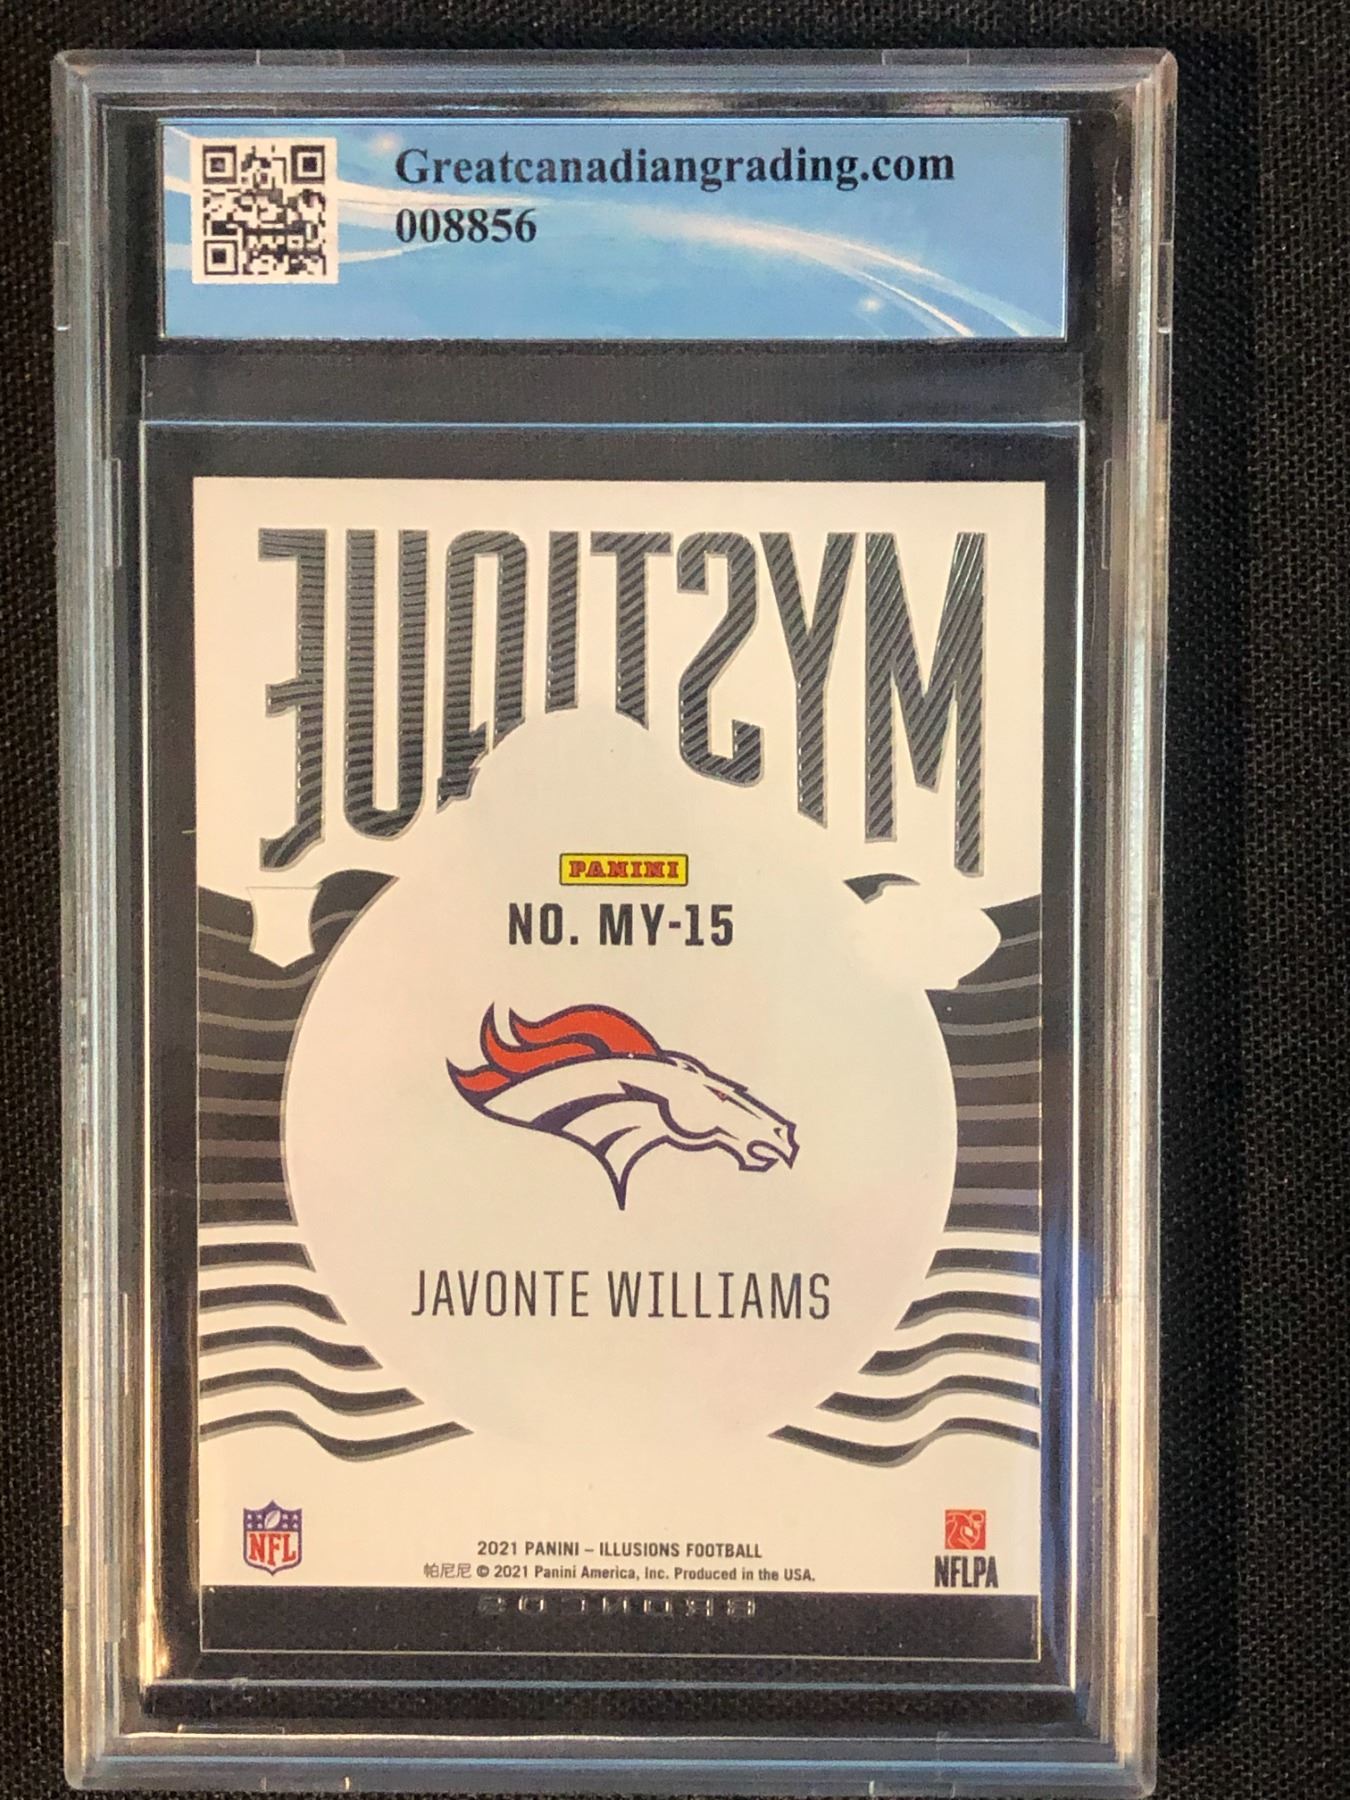 Greatcanadiangrading.com
008856
MYSTIQUE
PANINI
NO. MY-15
JAVONTE WILLIAMS
NFL
NFLPA
2021 PANINI – ILLUSIONS FOOTBALL
帕尼尼 © 2021 Panini America, Inc. Produced in the USA.
BRONCOS